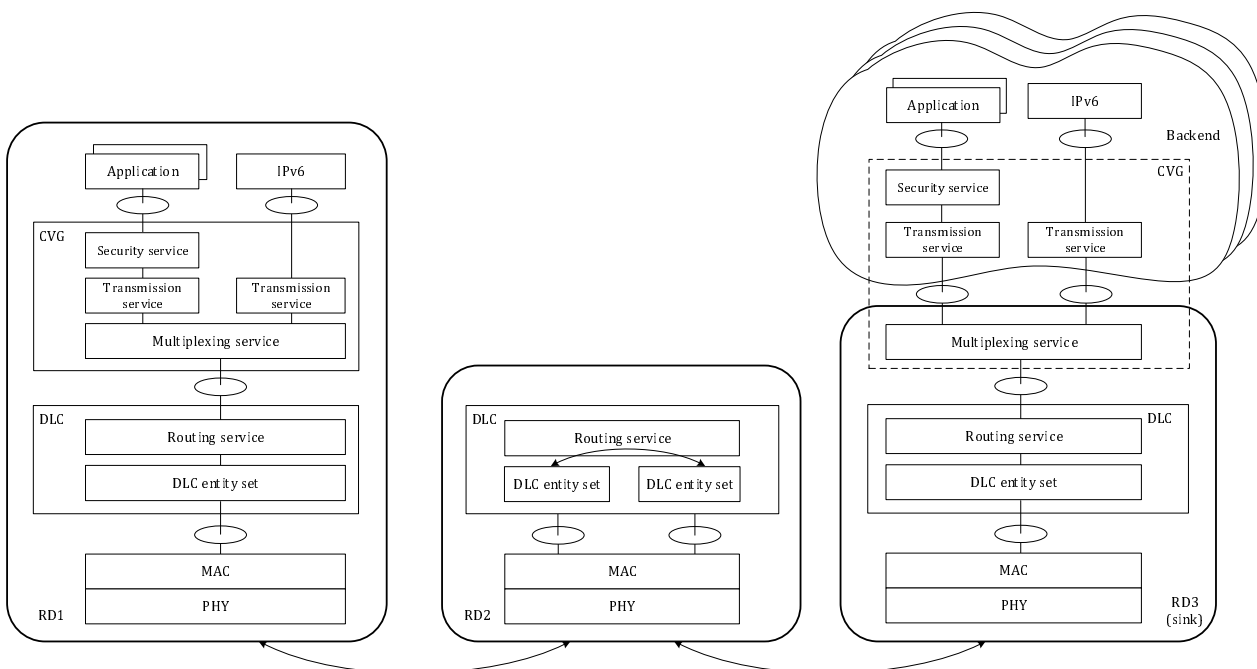 Application
IPv6
CVG
Security service
Transmission
service
Transmission
service
Multiplexing service
DLC
Routing service
DLC entity set
MAC
PHY
RD1
DLC
Routing service
DLC entity set
DLC entity set
MAC
PHY
RD2
Application
IPv6
Backend
CVG
Security service
Transmission
service
Transmission
service
Multiplexing service
DLC
Routing service
DLC entity set
MAC
PHY
RD3
(sink)